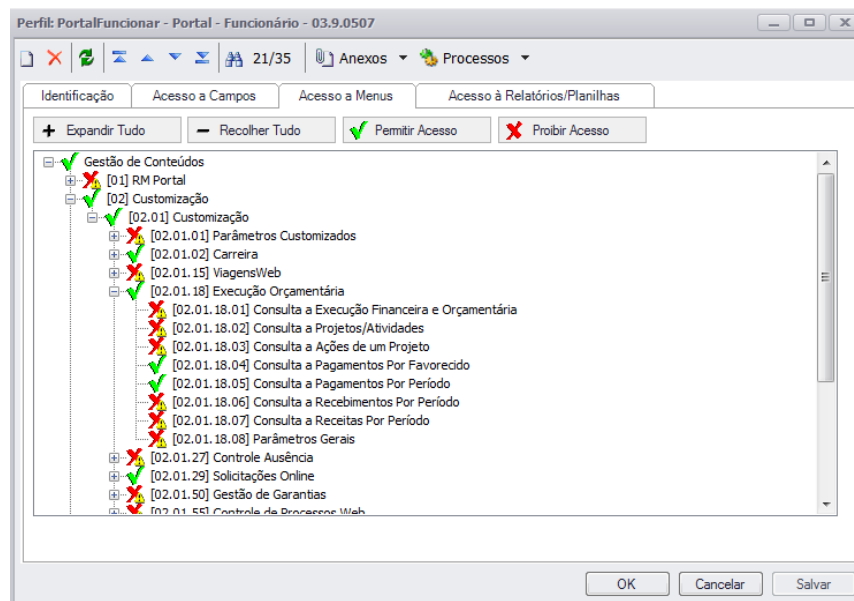 Perfil: PortalFuncionar - Portal - Funcionário - 03.9.0507
21/35 Anexos Processos
Identificação Acesso a Campos Acesso a Menus Acesso à Relatórios/Planilhas
Expandir Tudo Recolher Tudo Permitir Acesso Proibir Acesso
Gestão de Conteúdos
[01] RM Portal
[02] Customização
[02.01] Customização
[02.01.01] Parâmetros Customizados
[02.01.02] Carreira
[02.01.15] ViagensWeb
[02.01.18] Execução Orçamentária
[02.01.18.01] Consulta a Execução Financeira e Orçamentária
[02.01.18.02] Consulta a Projetos/Atividades
[02.01.18.03] Consulta a Ações de um Projeto
[02.01.18.04] Consulta a Pagamentos Por Favorecido
[02.01.18.05] Consulta a Pagamentos Por Período
[02.01.18.06] Consulta a Recebimentos Por Período
[02.01.18.07] Consulta a Receitas Por Período
[02.01.18.08] Parâmetros Gerais
[02.01.27] Controle Ausência
[02.01.29] Solicitações Online
[02.01.50] Gestão de Garantias
[02.01.55] Controle de Processos Web
OK Cancelar Salvar